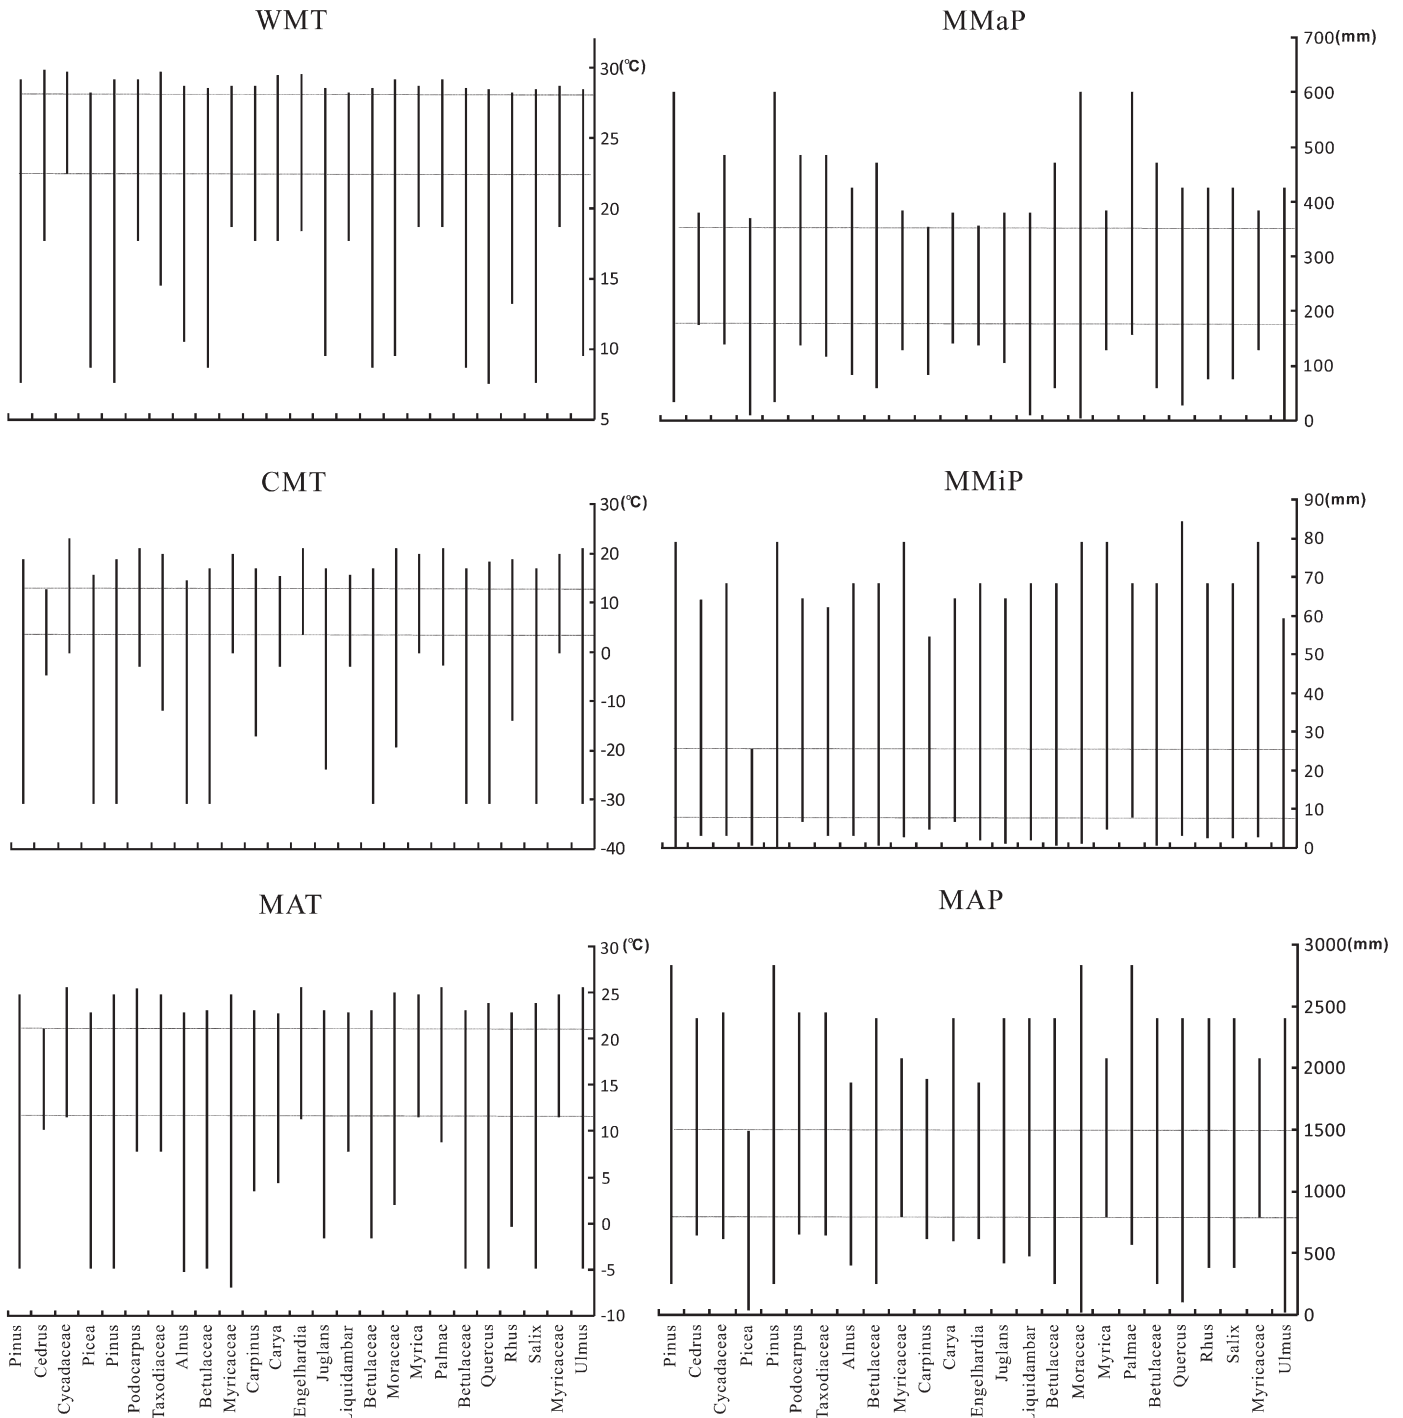 WMT
30(℃)
25
20
15
10
5
MMaP
700(mm)
600
500
400
300
200
100
0
CMT
30(℃)
20
10
0
-10
-20
-30
-40
MMiP
90(mm)
80
70
60
50
40
30
20
10
0
MAT
30(℃)
25
20
15
10
5
0
-5
-10
Pinus
Cedrus
Cycadaceae
Picea
Pinus
Podocarpus
Taxodiaceae
Alnus
Betulaceae
Myricaceae
Carpinus
Carya
Engelhardia
Juglans
Liquidambar
Betulaceae
Moraceae
Myrica
Palmae
Betulaceae
Quercus
Rhus
Salix
Myricaceae
Ulmus
MAP
3000(mm)
2500
2000
1500
1000
500
0
Pinus
Cedrus
Cycadaceae
Picea
Pinus
Podocarpus
Taxodiaceae
Alnus
Betulaceae
Myricaceae
Carpinus
Carya
Engelhardia
Juglans
Liquidambar
Betulaceae
Moraceae
Myrica
Palmae
Betulaceae
Quercus
Rhus
Salix
Myricaceae
Ulmus